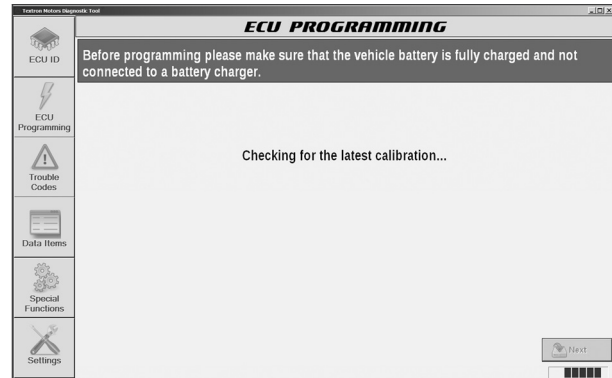 Textron Motors Diagnostic Tool
ECU PROGRAMMING
ECU ID
Before programming please make sure that the vehicle battery is fully charged and not
connected to a battery charger.
ECU
Programming
Checking for the latest calibration...
Trouble
Codes
Data Items
Special
Functions
Settings
Next